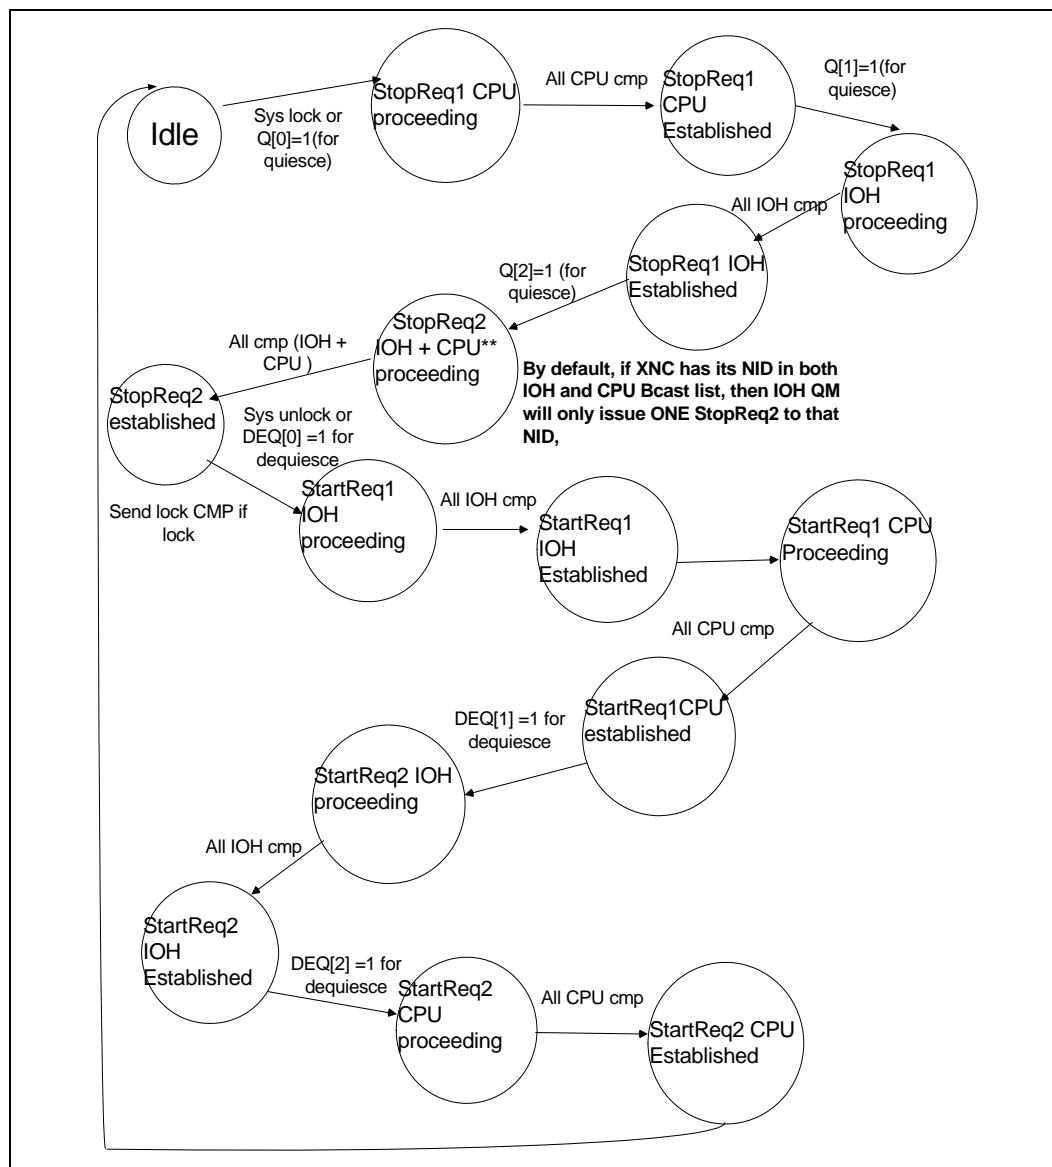 Idle
Sys lock or
Q[0]=1(for
quiesce)
StopReq1 CPU
proceeding
All CPU cmp
StopReq1
CPU
Established
Q[1]=1(for
quiesce)
StopReq1
IOH
proceeding
All IOH cmp
StopReq1 IOH
Established
Q[2]=1 (for
quiesce)
StopReq2
IOH + CPU**
proceeding
By default, if XNC has its NID in both
IOH and CPU Bcast list, then IOH QM
will only issue ONE StopReq2 to that
NID,
All cmp (IOH +
CPU )
StopReq2
established
Sys unlock or
DEQ[0] =1 for
dequiesce
Send lock CMP if
lock
StartReq1
IOH
proceeding
All IOH cmp
StartReq1
IOH
Established
StartReq1 CPU
Proceeding
All CPU cmp
StartReq1CPU
established
DEQ[1] =1 for
dequiesce
StartReq2 IOH
proceeding
All IOH cmp
StartReq2
IOH
Established
DEQ[2] =1 for
dequiesce
StartReq2
CPU
proceeding
All CPU cmp
StartReq2 CPU
Established